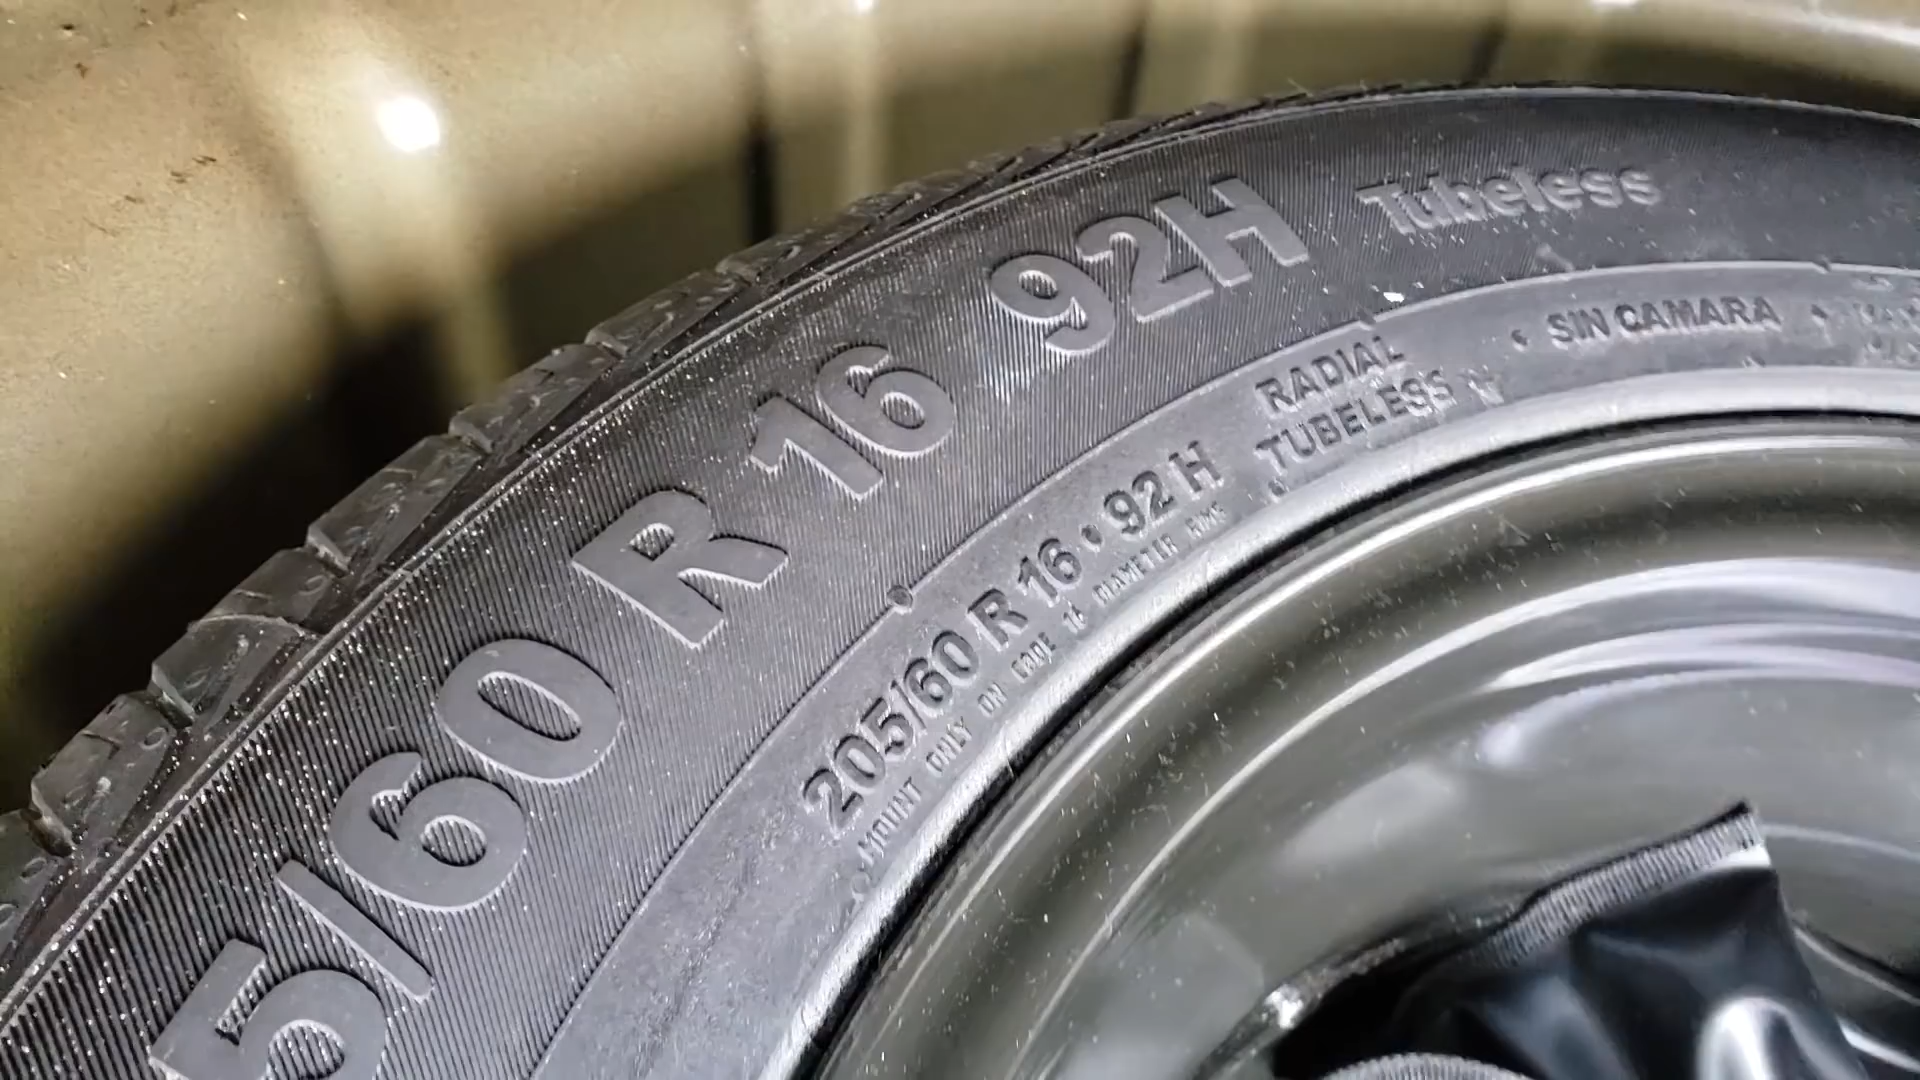 5/60 R 16 92H Tubeless
205/60 R 16 • 92 H
MOUNT ONLY ON CODE 16 DIAMETER RIMS
RADIAL
TUBELESS
• SIN CAMARA •